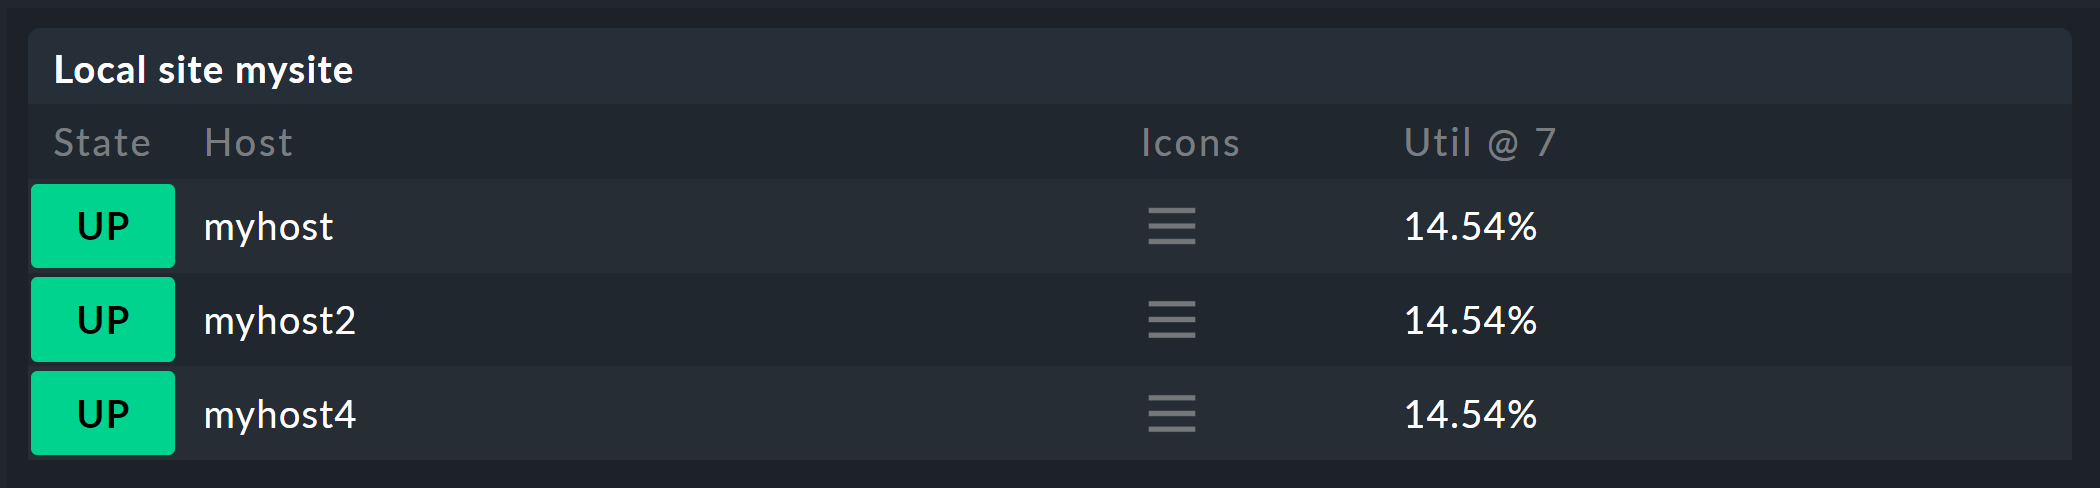 Local site mysite
State Host Icons Util @ 7
UP myhost 14.54%
UP myhost2 14.54%
UP myhost4 14.54%